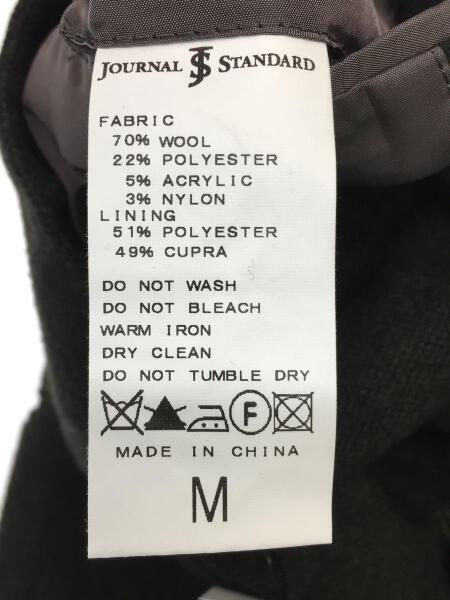 JOURNAL JS STANDARD
FABRIC
70% WOOL
22% POLYESTER
5% ACRYLIC
3% NYLON
LINING
51% POLYESTER
49% CUPRA
DO NOT WASH
DO NOT BLEACH
WARM IRON
DRY CLEAN
DO NOT TUMBLE DRY
F
MADE IN CHINA
M